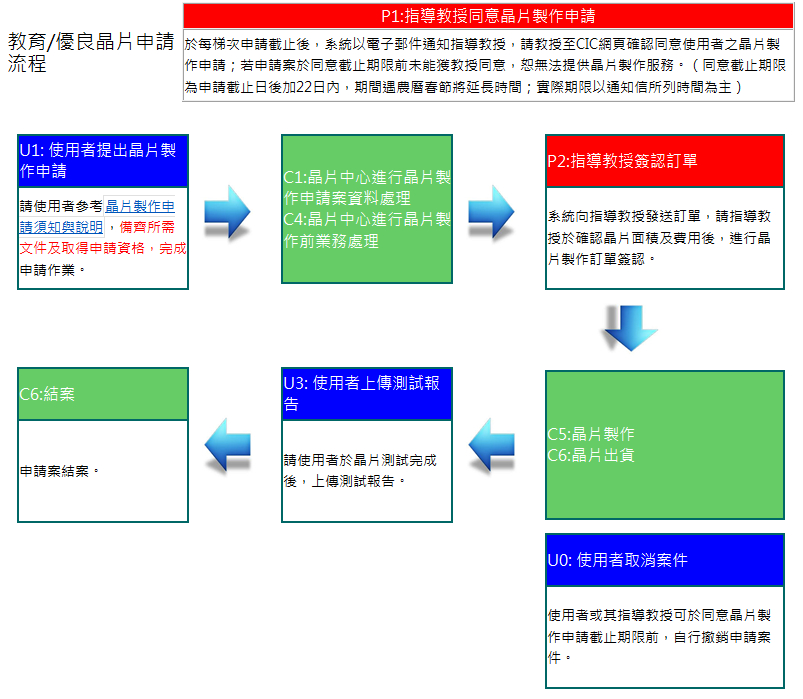 教育/優良晶片申請
流程
P1:指導教授同意晶片製作申請
於每梯次申請截止後，系統以電子郵件通知指導教授，請教授至CIC網頁確認同意使用者之晶片製
作申請；若申請案於同意截止期限前未能獲教授同意，恕無法提供晶片製作服務。（同意截止期限
為申請截止日後加22日內，期間遇農曆春節將延長時間；實際期限以通知信所列時間為主）
U1: 使用者提出晶片製
作申請
請使用者參考晶片製作申
請須知與說明，備齊所需
文件及取得申請資格，完成
申請作業。
C1:晶片中心進行晶片製
作申請案資料處理
C4:晶片中心進行晶片製
作前業務處理
P2:指導教授簽認訂單
系統向指導教授發送訂單，請指導教
授於確認晶片面積及費用後，進行晶
片製作訂單簽認。
C5:晶片製作
C6:晶片出貨
U3: 使用者上傳測試報
告
請使用者於晶片測試完成
後，上傳測試報告。
C6:結案
申請案結案。
U0: 使用者取消案件
使用者或其指導教授可於同意晶片製
作申請截止期限前，自行撤銷申請案
件。